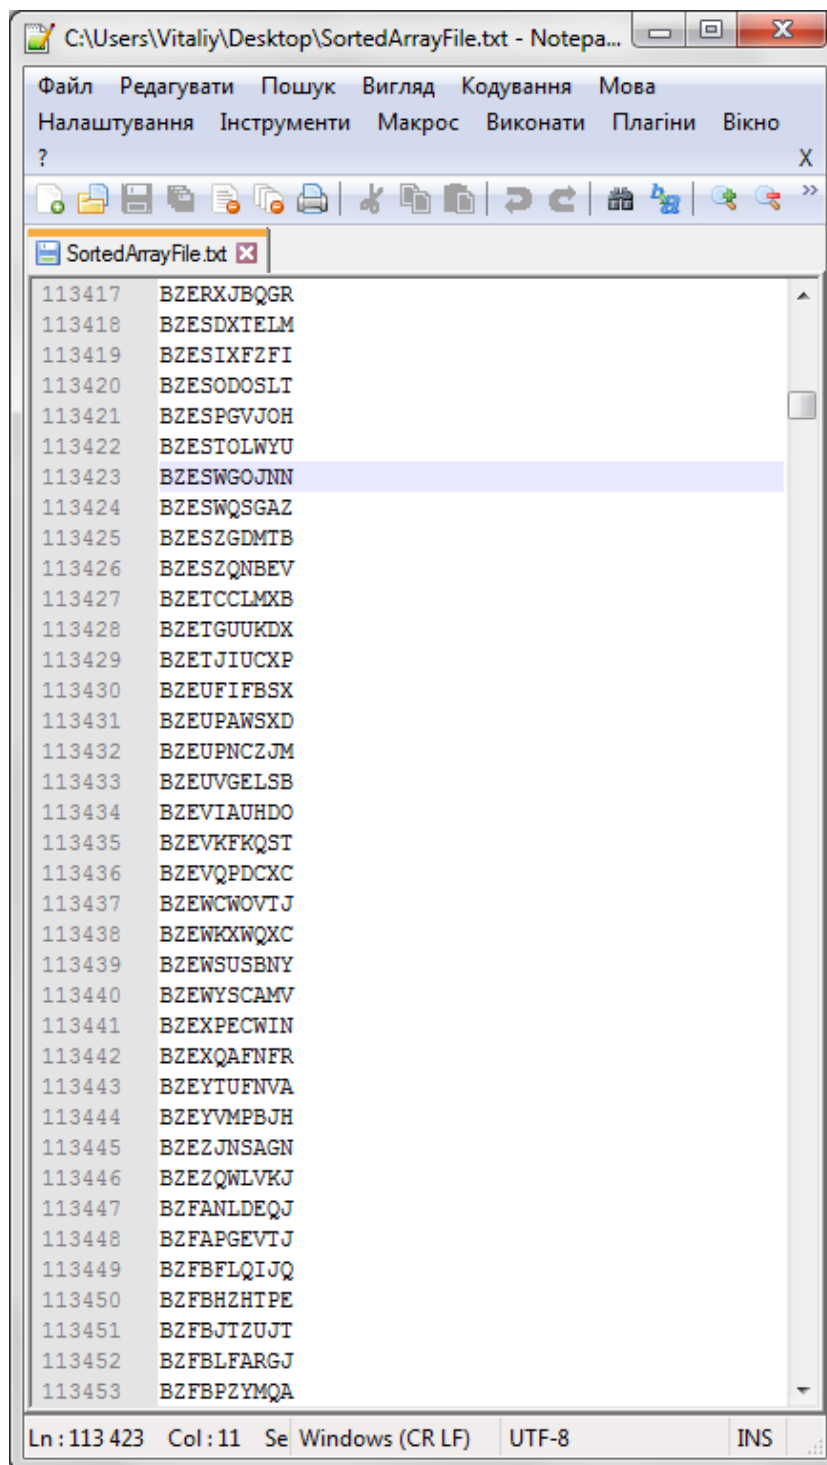 C:\Users\Vitaliy\Desktop\SortedArrayFile.txt - Notepa...
Файл Редагувати Пошук Вигляд Кодування Мова
Налаштування Інструменти Макрос Виконати Плагіни Вікно
? X
SortedArrayFile.txt
113417 BZERXJBQGR
113418 BZESDXTELM
113419 BZESIXFZFI
113420 BZESODOSLT
113421 BZESPGVJOH
113422 BZESTOLWYU
113423 BZESWGOJNN
113424 BZESWQSGAZ
113425 BZESZGDMTB
113426 BZESZQNBEV
113427 BZETCCLMXB
113428 BZETGUUKDX
113429 BZETJIUCXP
113430 BZEUFIFBSX
113431 BZEUPAWSXD
113432 BZEUPNCZJM
113433 BZEUVGELSB
113434 BZEVIAUHDO
113435 BZEVKFKQST
113436 BZEVQPDCXC
113437 BZEWCWOVTJ
113438 BZEWKXWQXC
113439 BZEWSUSBNY
113440 BZEWYSCAMV
113441 BZEXPECWIN
113442 BZEXQAFNFR
113443 BZEYTUFNVA
113444 BZEYVMPBJH
113445 BZEZJNSAGN
113446 BZEZQWLVKJ
113447 BZFANLDEQJ
113448 BZFAPGEVTJ
113449 BZFBFLQIJQ
113450 BZFBHZHTPE
113451 BZFBJTZUJT
113452 BZFBLFARGJ
113453 BZFBPZYMQA
Ln : 113 423 Col : 11 Se Windows (CR LF) UTF-8 INS